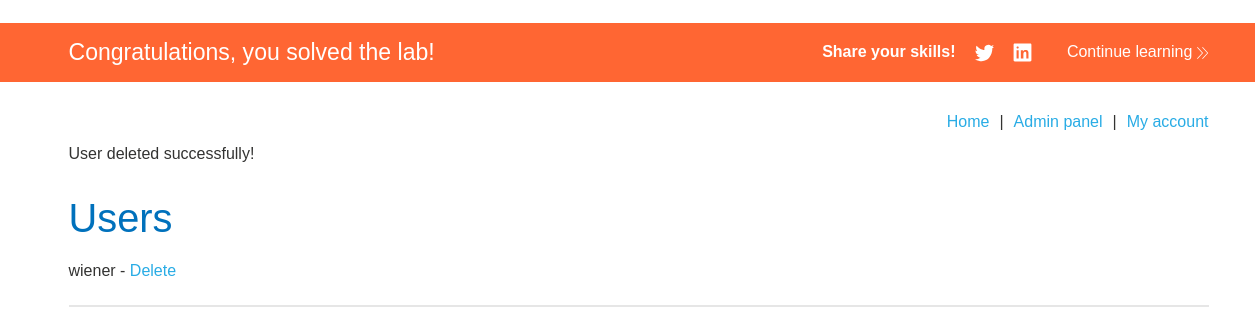 Congratulations, you solved the lab!
Share your skills!
Continue learning
Home | Admin panel | My account
User deleted successfully!
Users
wiener - Delete